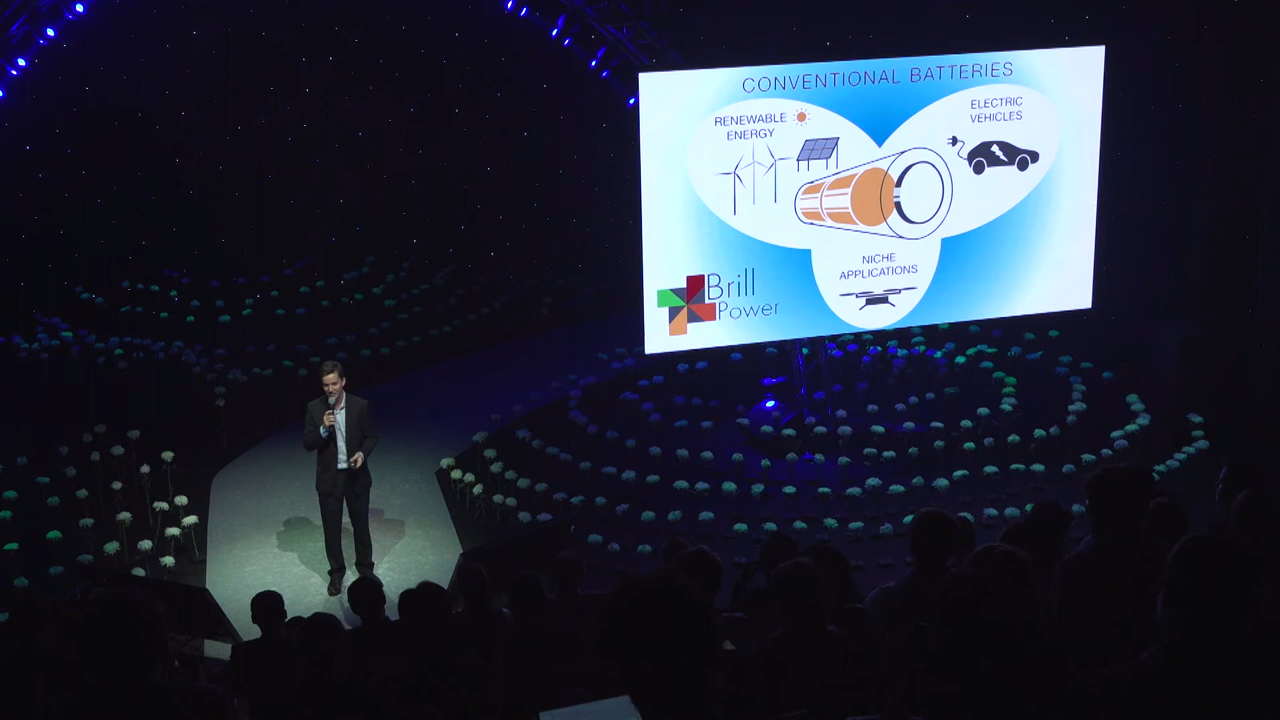 CONVENTIONAL BATTERIES
RENEWABLE
ENERGY
ELECTRIC
VEHICLES
NICHE
APPLICATIONS
Brill
Power